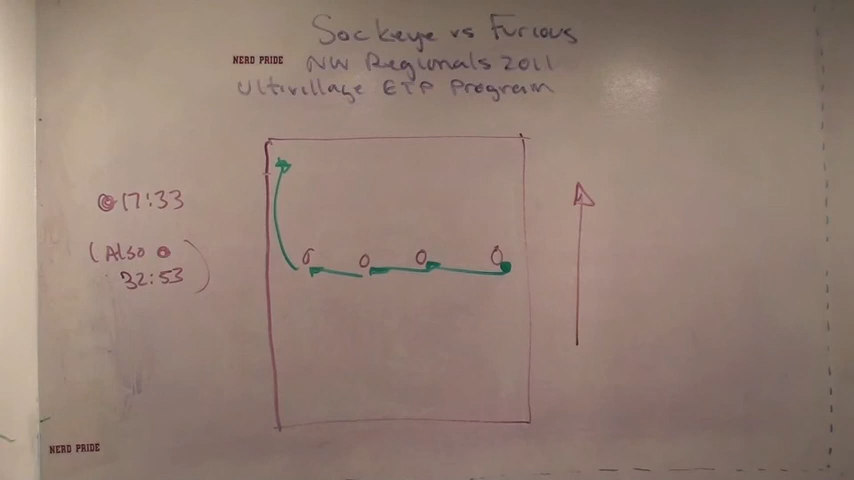 Sockeye vs Furious
NERD PRIDE
NW Regionals 2011
Ultivillage ETP Program
@17:33
(Also @
32:53)
O O O O
NERD PRIDE